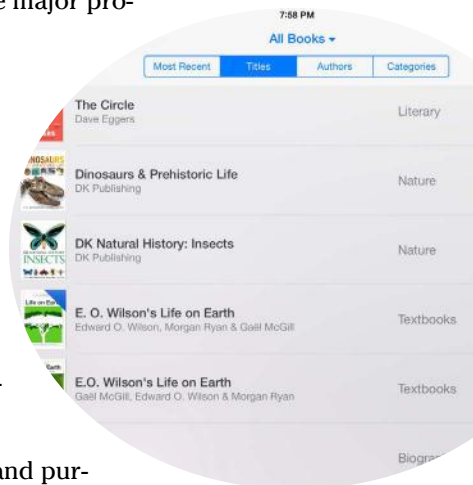 e major pro-
7:58 PM
All Books
Most Recent Titles Authors Categories
The Circle
Dave Eggers
Literary
Dinosaurs & Prehistoric Life
DK Publishing
Nature
DK Natural History: Insects
DK Publishing
Nature
INSECTS
E. O. Wilson's Life on Earth
Edward O. Wilson, Morgan Ryan & Gaël McGill
Textbooks
E.O. Wilson's Life on Earth
Gaël McGill, Edward O. Wilson & Morgan Ryan
Textbooks
and pur-